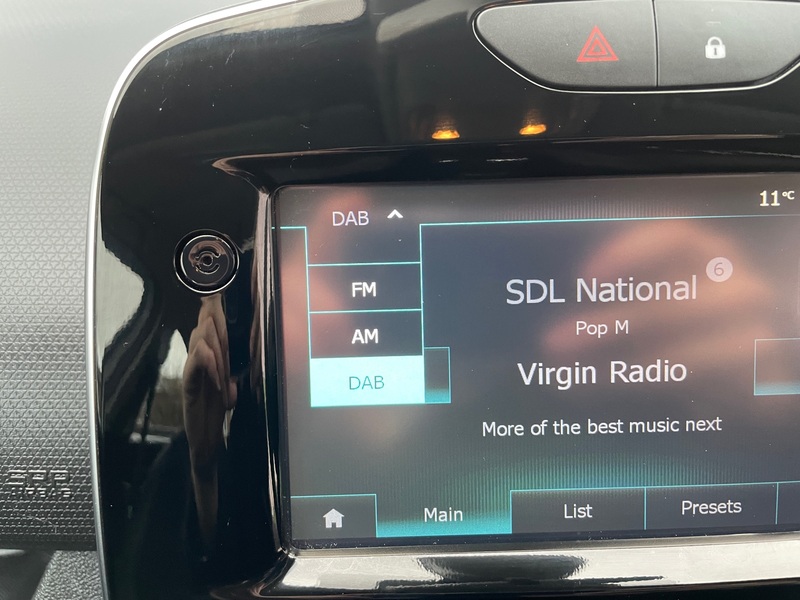 11°C
DAB
FM
AM
DAB
SDL National 6
Pop M
Virgin Radio
More of the best music next
Main List Presets